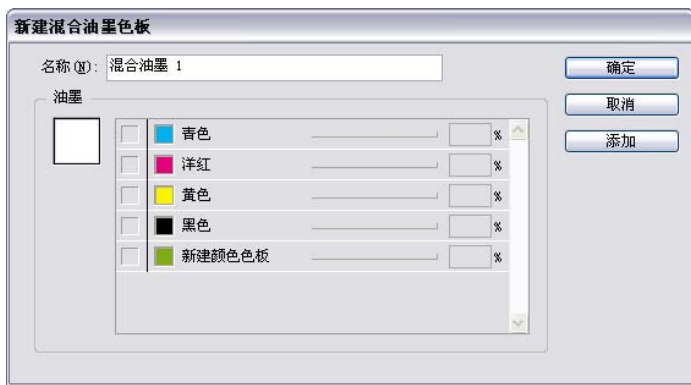 新建混合油墨色板
名称(N): 混合油墨 1
确定
油墨
取消
青色 %
添加
洋红 %
黄色 %
黑色 %
新建颜色色板 %